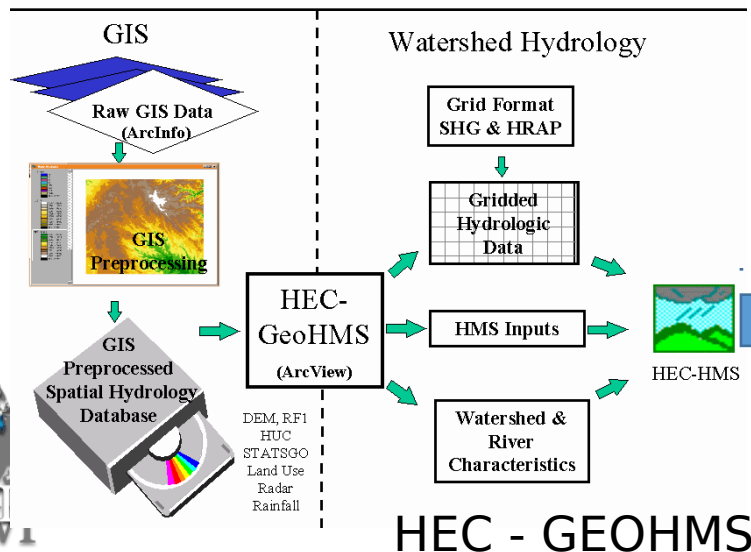 GIS
Raw GIS Data
(ArcInfo)
GIS
Preprocessing
GIS
Preprocessed
Spatial Hydrology
Database
DEM, RF1
HUC
STATSGO
Land Use
Radar
Rainfall
HEC-
GeoHMS
(ArcView)
Watershed Hydrology
Grid Format
SHG & HRAP
Gridded
Hydrologic
Data
HMS Inputs
Watershed &
River
Characteristics
HEC-HMS
HEC - GEOHMS